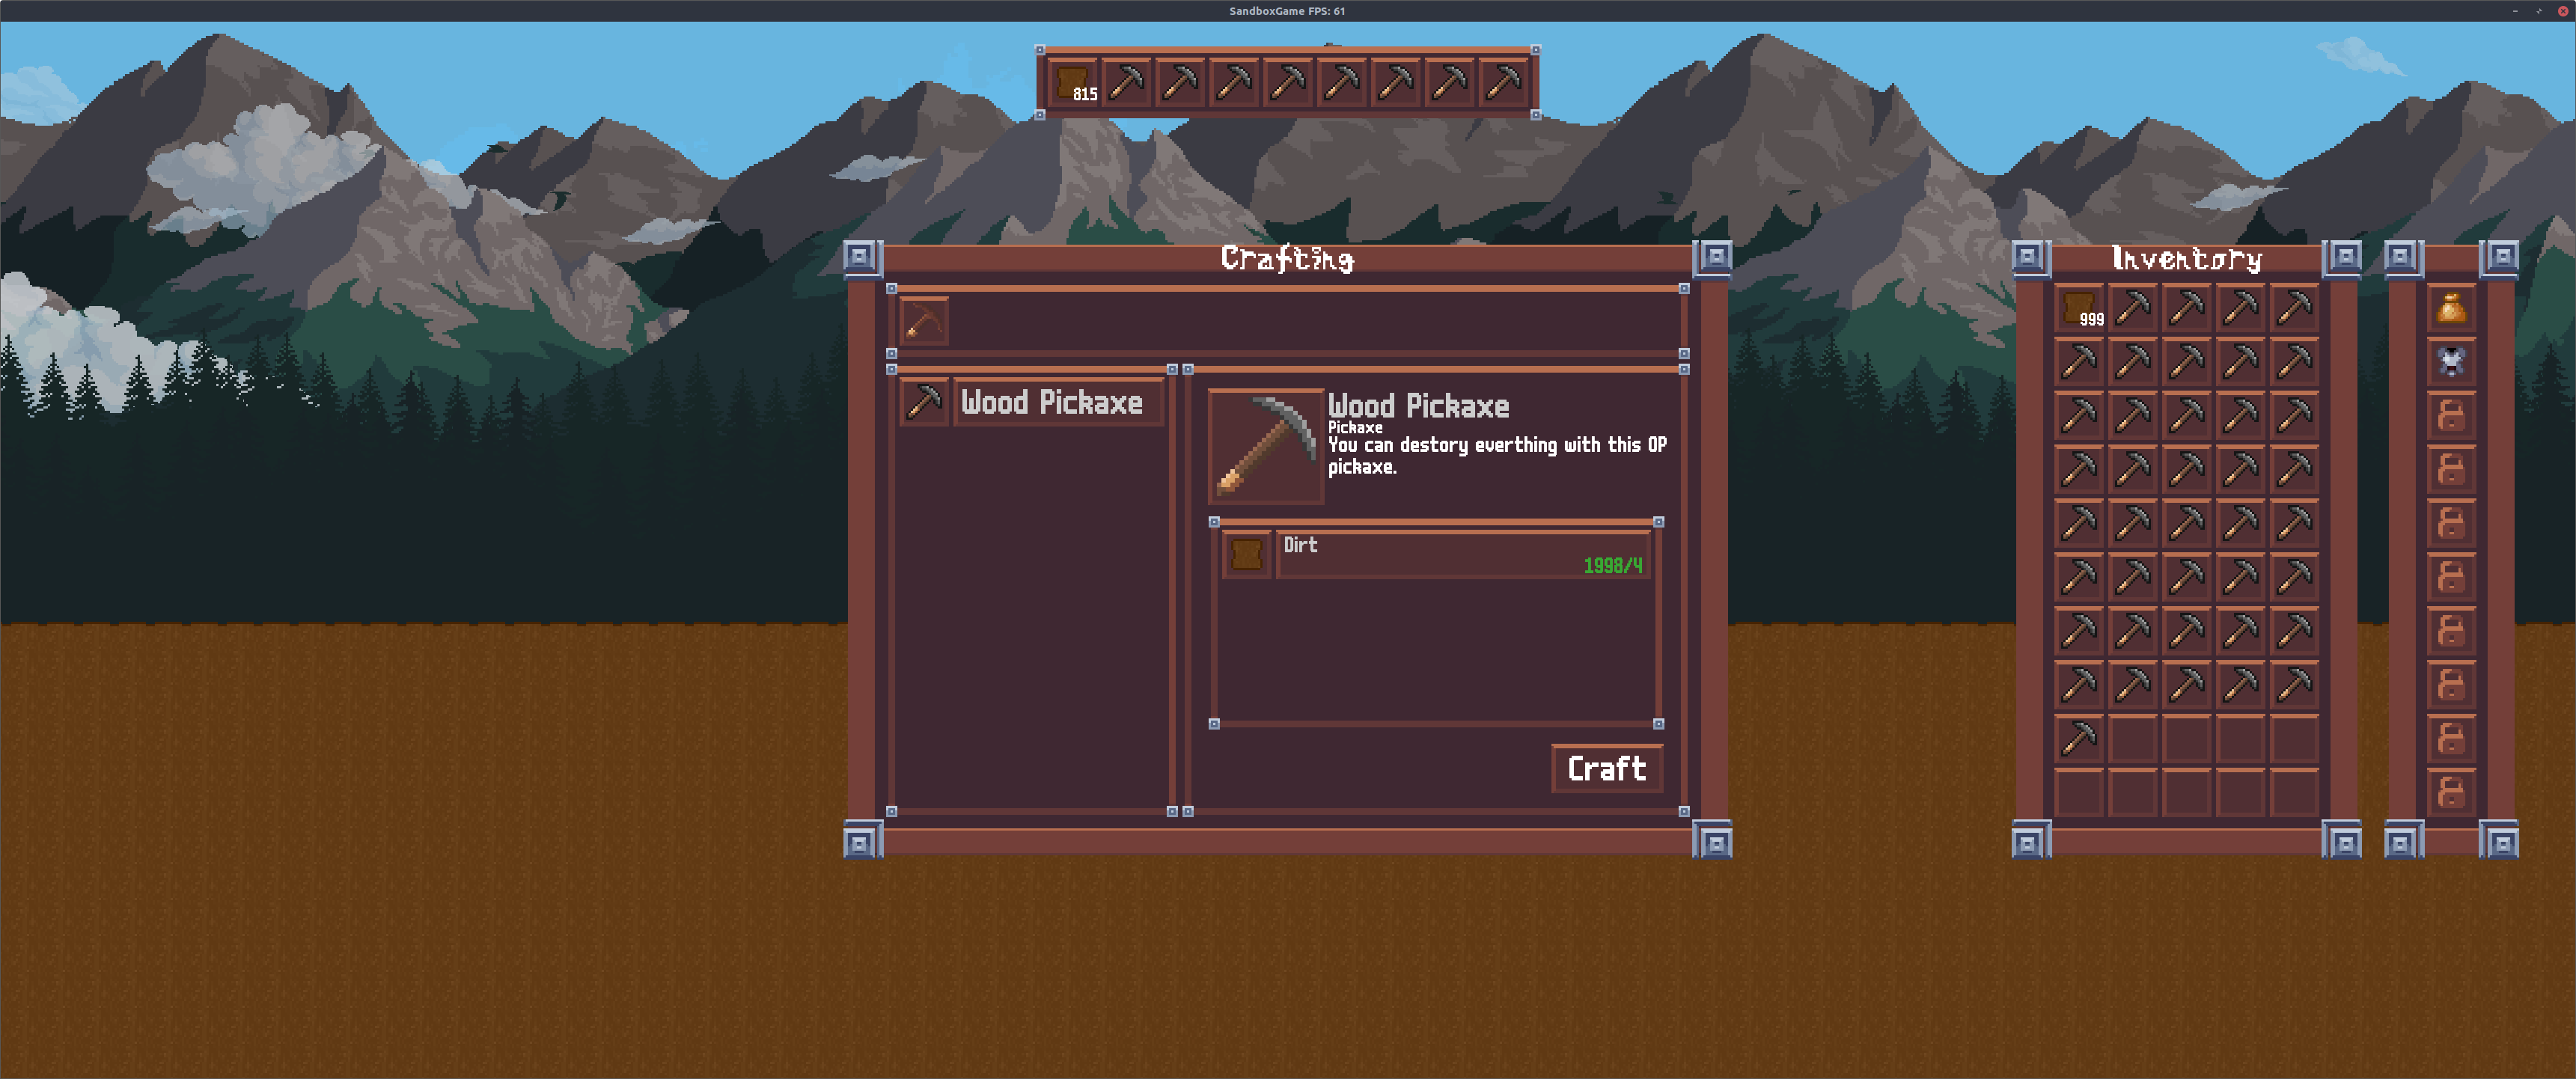 SandboxGame FPS: 61
815
Crafting
Inventory
999
Wood Pickaxe
Wood Pickaxe
Pickaxe
You can destory everthing with this OP
pickaxe.
Dirt
1998/4
Craft